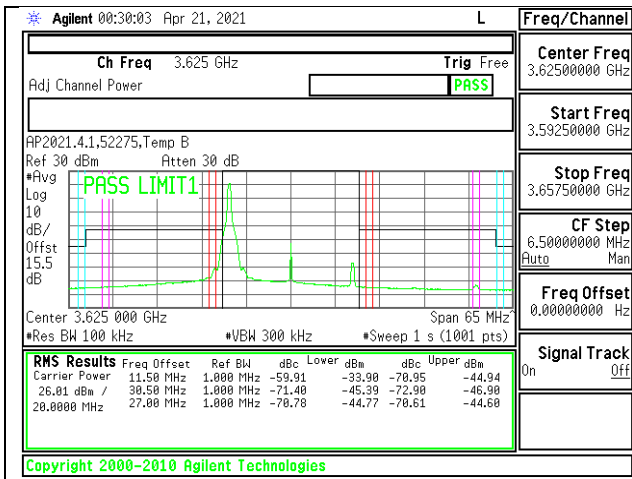 Agilent 00:30:03 Apr 21, 2021 L
Freq/Channel
Ch Freq 3.625 GHz Trig Free
Adj Channel Power PASS
AP2021.4.1,52275,Temp B
Ref 30 dBm Atten 30 dB
#Avg
Log
10
dB/
Offst
15.5
dB
PASS LIMIT1
Center 3.625 000 GHz Span 65 MHz^
#Res BW 100 kHz #VBW 300 kHz #Sweep 1 s (1001 pts)
RMS Results Freq Offset Ref BW dBc Lower dBm dBc Upper dBm
Carrier Power 11.50 MHz 1.000 MHz -59.91 -33.90 -70.95 -44.94
26.01 dBm / 30.50 MHz 1.000 MHz -71.40 -45.39 -72.90 -46.90
20.0000 MHz 27.00 MHz 1.000 MHz -70.78 -44.77 -70.61 -44.60
Center Freq
3.62500000 GHz
Start Freq
3.59250000 GHz
Stop Freq
3.65750000 GHz
CF Step
6.50000000 MHz
Auto Man
Freq Offset
0.00000000 Hz
Signal Track
On Off
Copyright 2000-2010 Agilent Technologies